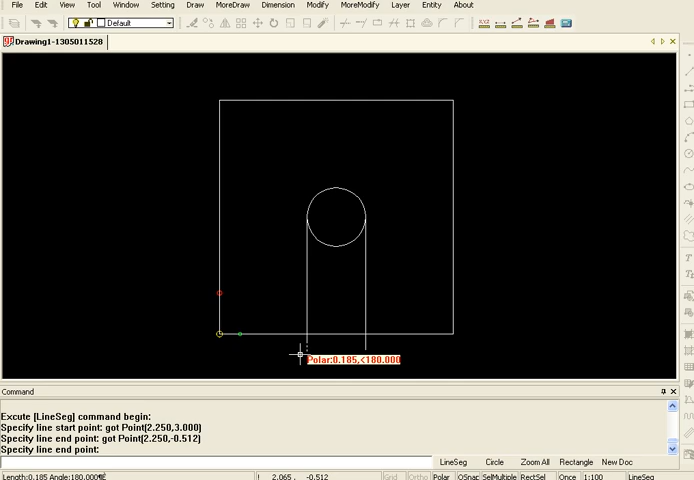 File Edit View Tool Window Setting Draw MoreDraw Dimension Modify MoreModify Layer Entity About
Default
Drawing1-1305011528
Polar:0.185,<180.000
Command
Excute [LineSeg] command begin:
Specify line start point: got Point(2.250,3.000)
Specify line end point: got Point(2.250,-0.512)
Specify line end point:
LineSeg Circle Zoom All Rectangle New Doc
Length:0.185 Angle:180.000 ! 2.065 , -0.512 Grid Ortho Polar OSnap SelMultiple RectSel Once 1:100 LineSeg